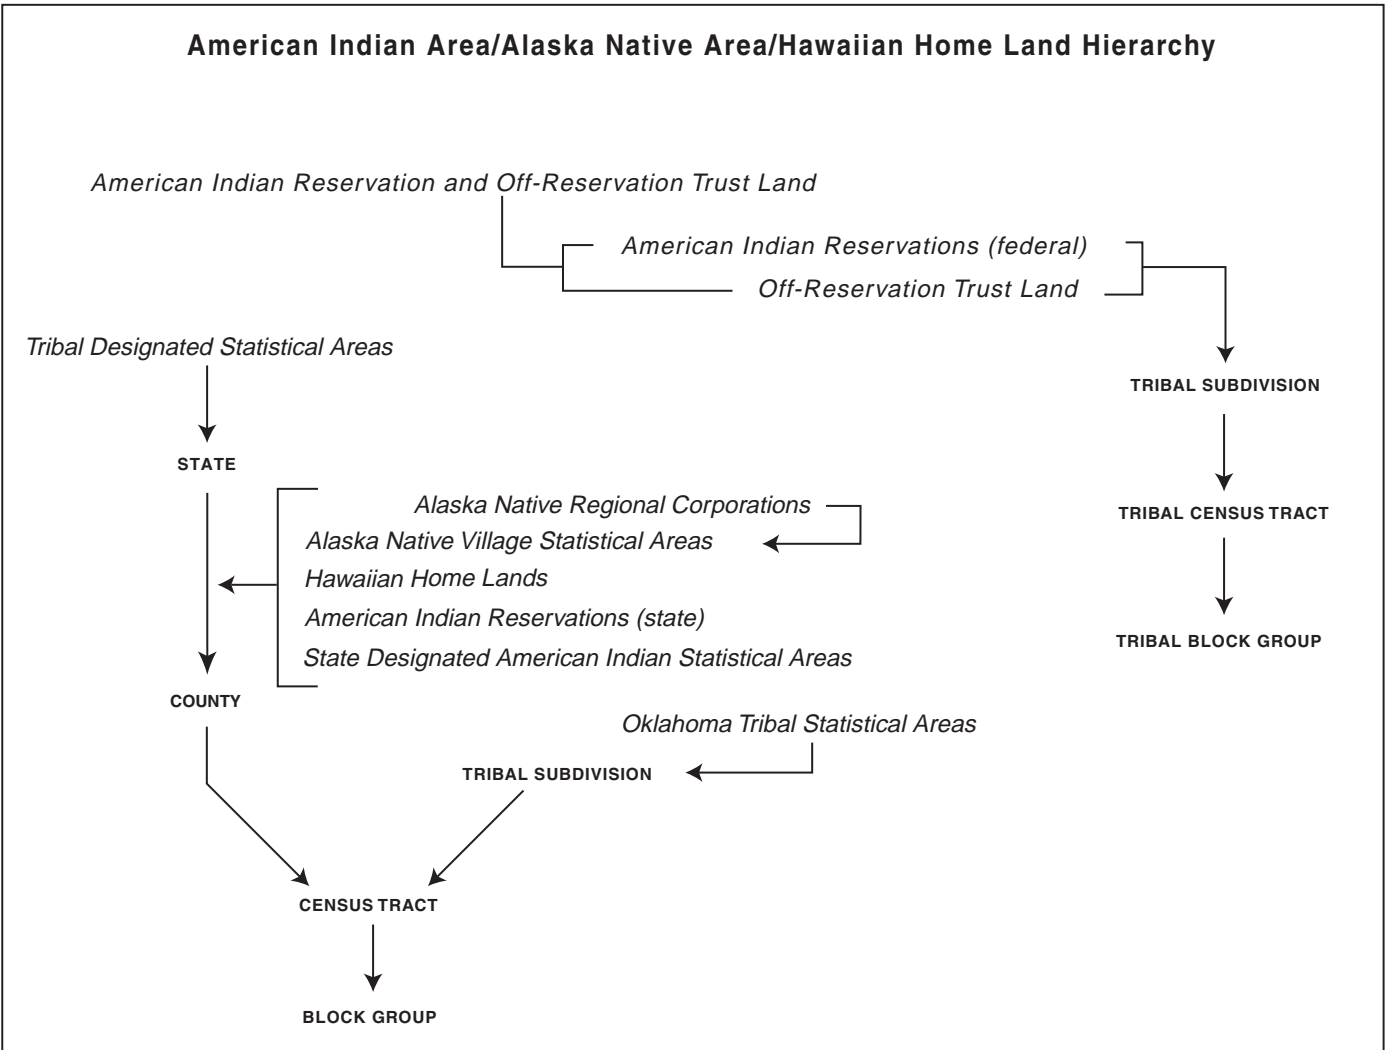 American Indian Area/Alaska Native Area/Hawaiian Home Land Hierarchy
American Indian Reservation and Off-Reservation Trust Land
American Indian Reservations (federal)
Off-Reservation Trust Land
Tribal Designated Statistical Areas
TRIBAL SUBDIVISION
STATE
Alaska Native Regional Corporations
TRIBAL CENSUS TRACT
Alaska Native Village Statistical Areas
Hawaiian Home Lands
American Indian Reservations (state)
TRIBAL BLOCK GROUP
State Designated American Indian Statistical Areas
COUNTY
Oklahoma Tribal Statistical Areas
TRIBAL SUBDIVISION
CENSUS TRACT
BLOCK GROUP